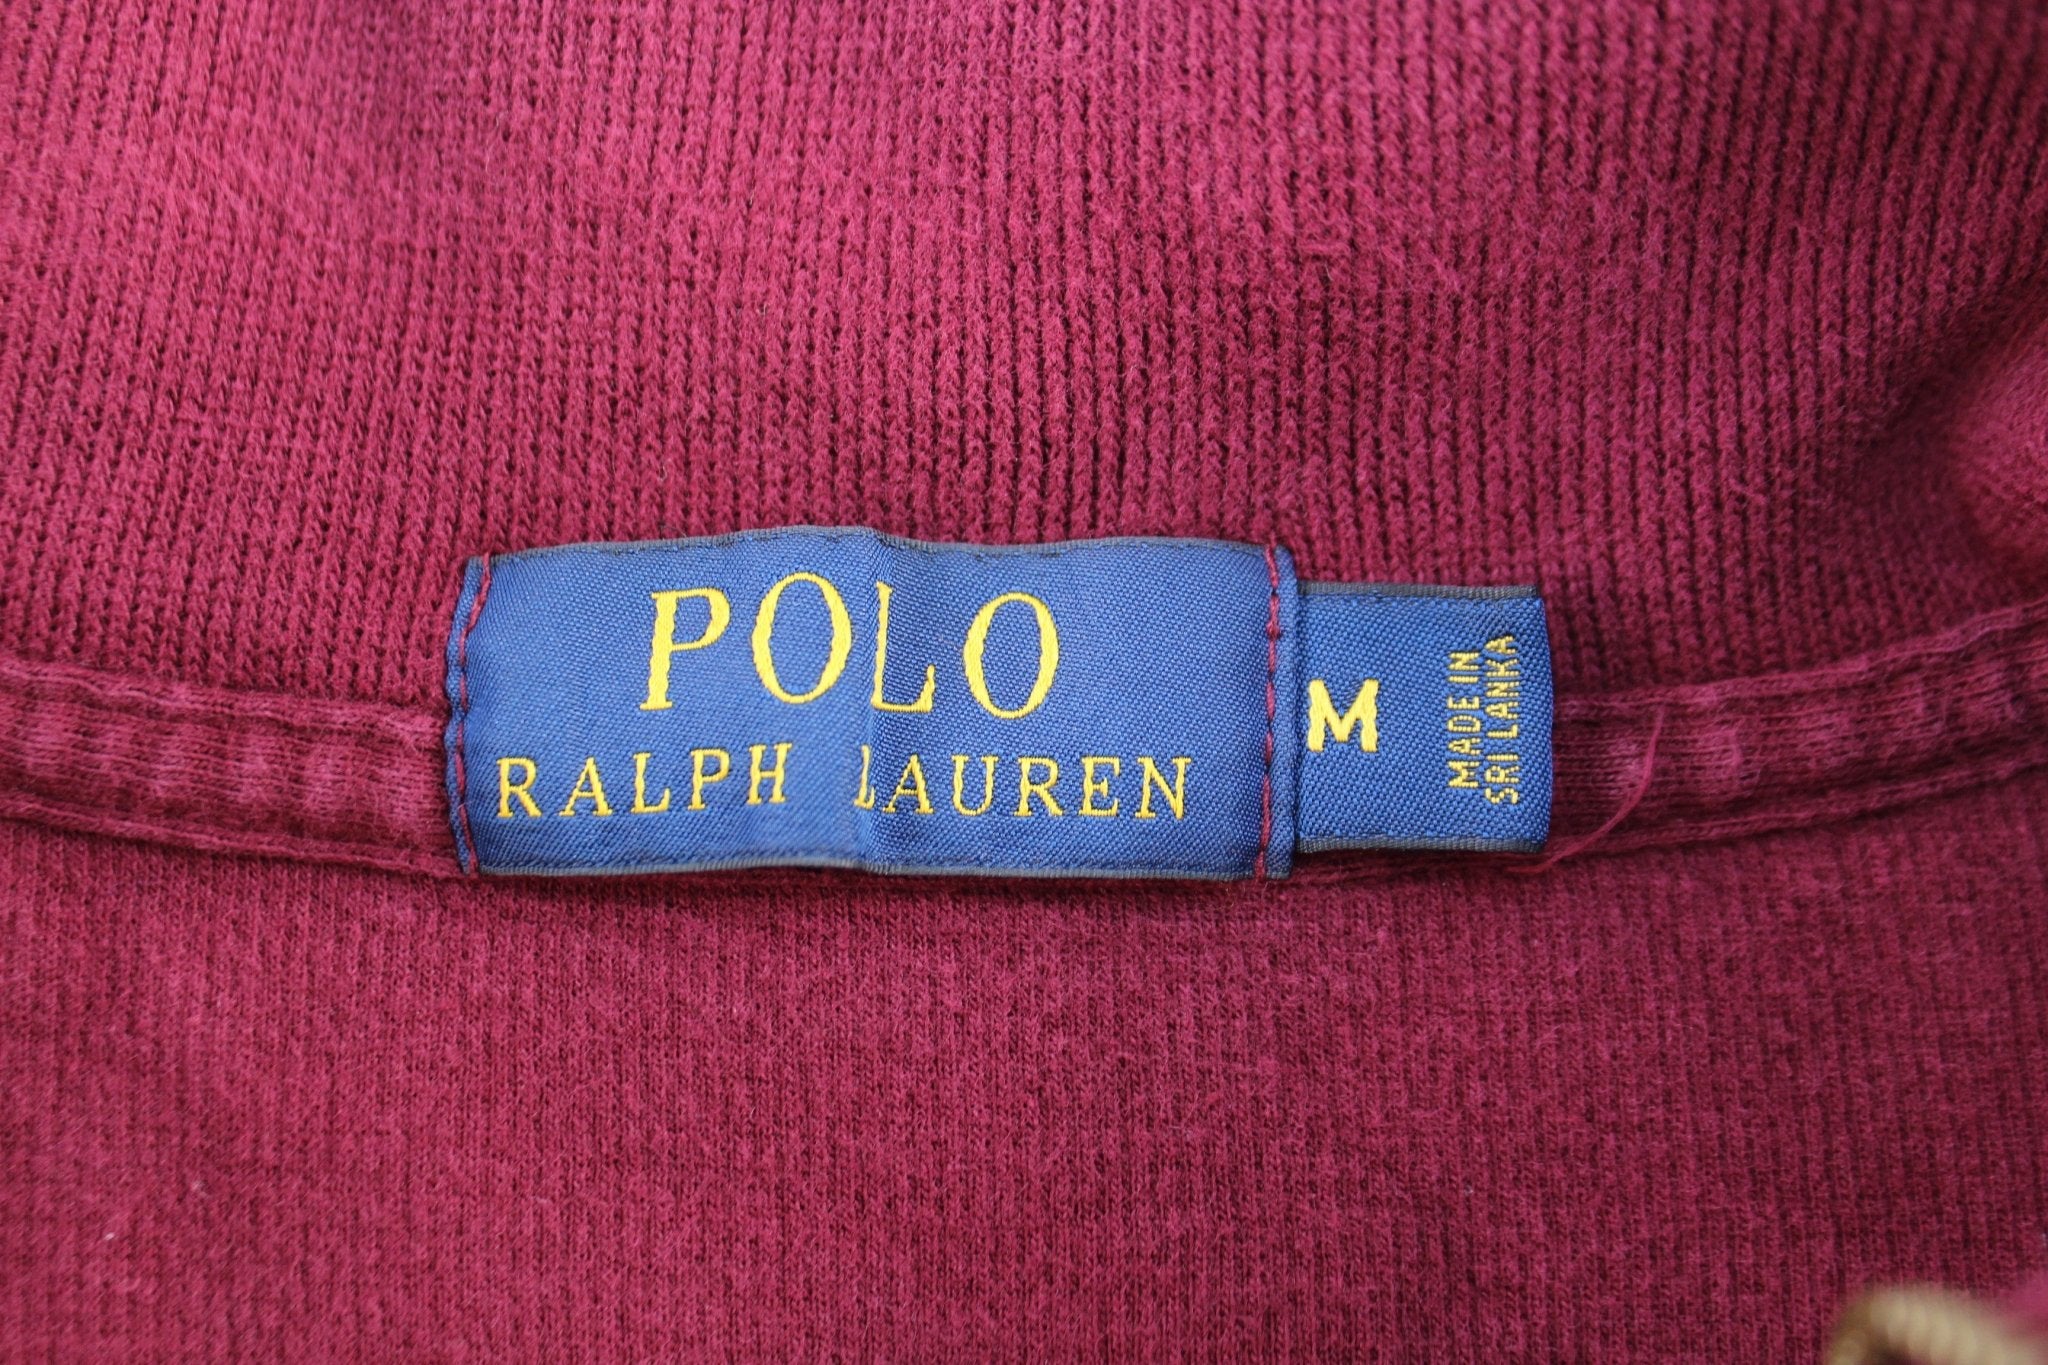 POLO
RALPH LAUREN
M
MADE IN
SRI LANKA